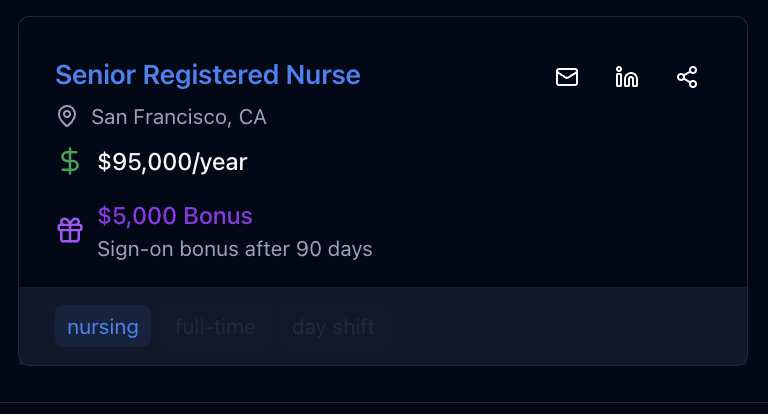 Senior Registered Nurse
San Francisco, CA
$95,000/year
$5,000 Bonus
Sign-on bonus after 90 days
nursing full-time day shift